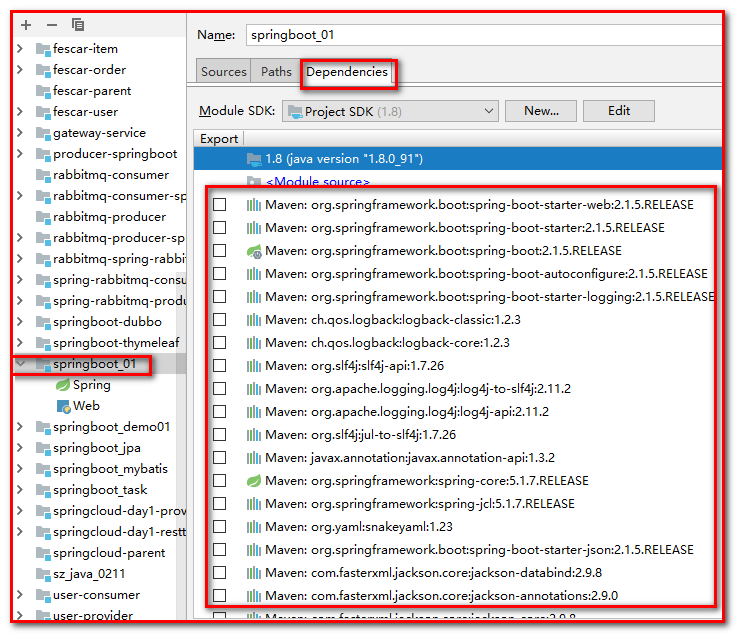 fescar-item
fescar-order
fescar-parent
fescar-user
gateway-service
producer-springboot
rabbitmq-consumer
rabbitmq-consumer-sp
rabbitmq-producer
rabbitmq-producer-sp
rabbitmq-spring-rabbi
spring-rabbitmq-consu
spring-rabbitmq-produ
springboot-dubbo
springboot-thymeleaf
springboot_01
Spring
Web
springboot_demo01
springboot_jpa
springboot_mybatis
springboot_task
springcloud-day1-prov
springcloud-day1-restt
springcloud-parent
sz_java_0211
user-consumer
user-provider
Name: springboot_01
Sources Paths Dependencies
Module SDK: Project SDK (1.8) New... Edit
Export
1.8 (java version "1.8.0_91")
<Module source>
Maven: org.springframework.boot:spring-boot-starter-web:2.1.5.RELEASE
Maven: org.springframework.boot:spring-boot-starter:2.1.5.RELEASE
Maven: org.springframework.boot:spring-boot:2.1.5.RELEASE
Maven: org.springframework.boot:spring-boot-autoconfigure:2.1.5.RELEASE
Maven: org.springframework.boot:spring-boot-starter-logging:2.1.5.RELEASE
Maven: ch.qos.logback:logback-classic:1.2.3
Maven: ch.qos.logback:logback-core:1.2.3
Maven: org.slf4j:slf4j-api:1.7.26
Maven: org.apache.logging.log4j:log4j-to-slf4j:2.11.2
Maven: org.apache.logging.log4j:log4j-api:2.11.2
Maven: org.slf4j:jul-to-slf4j:1.7.26
Maven: javax.annotation:javax.annotation-api:1.3.2
Maven: org.springframework:spring-core:5.1.7.RELEASE
Maven: org.springframework:spring-jcl:5.1.7.RELEASE
Maven: org.yaml:snakeyaml:1.23
Maven: org.springframework.boot:spring-boot-starter-json:2.1.5.RELEASE
Maven: com.fasterxml.jackson.core:jackson-databind:2.9.8
Maven: com.fasterxml.jackson.core:jackson-annotations:2.9.0
Maven: com.fasterxml.jackson.core:jackson-core:2.9.8